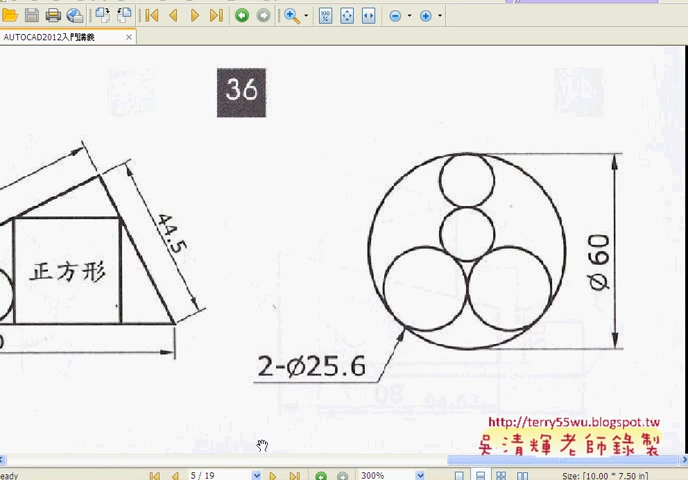 100%
AUTOCAD2012入門講義
36
44.5
正方形
Ø60
0
2-Ø25.6
http://terry55wu.blogspot.tw
吳清輝老師錄製
eady
5 / 19
300%
Size: [10.00 * 7.50 in]